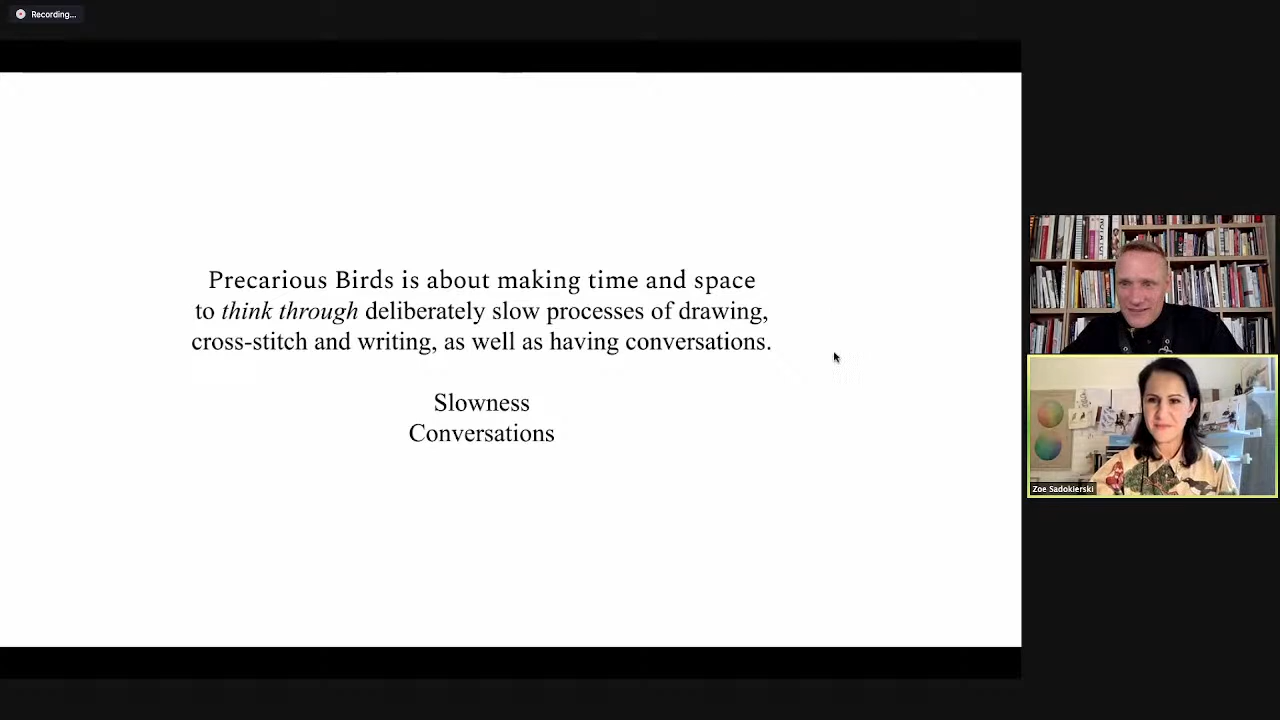 Recording...
Precarious Birds is about making time and space
to think through deliberately slow processes of drawing,
cross-stitch and writing, as well as having conversations.
Slowness
Conversations
Zoe Sadokierski